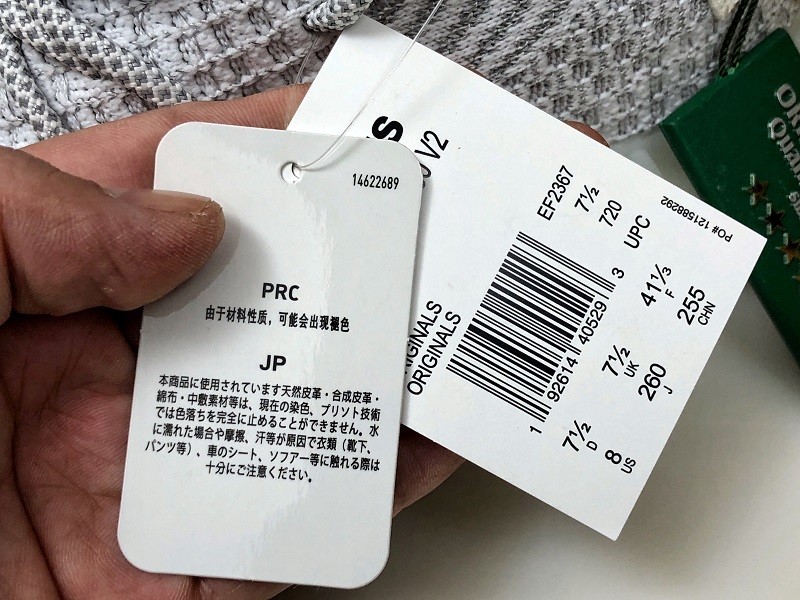 14622689
PRC
由于材料性质，可能会出现褪色
JP
本商品に使用されています天然皮革・合成皮革・
綿布・中敷素材等は、現在の染色、プリソト技術
では色落ちを完全に止めることができません。水
に濡れた場合や摩擦、汗等が原因で衣類（靴下、
パンツ等）、車のシート、ソフアー等に触れる際は
十分にご注意ください。
V2
ORIGINALS
EF2367
7½
720
UPC
PO# 121588292
1 92614 40529 3
41⅓ F
255 CHN
7½ UK
260 J
7½ D
8 US